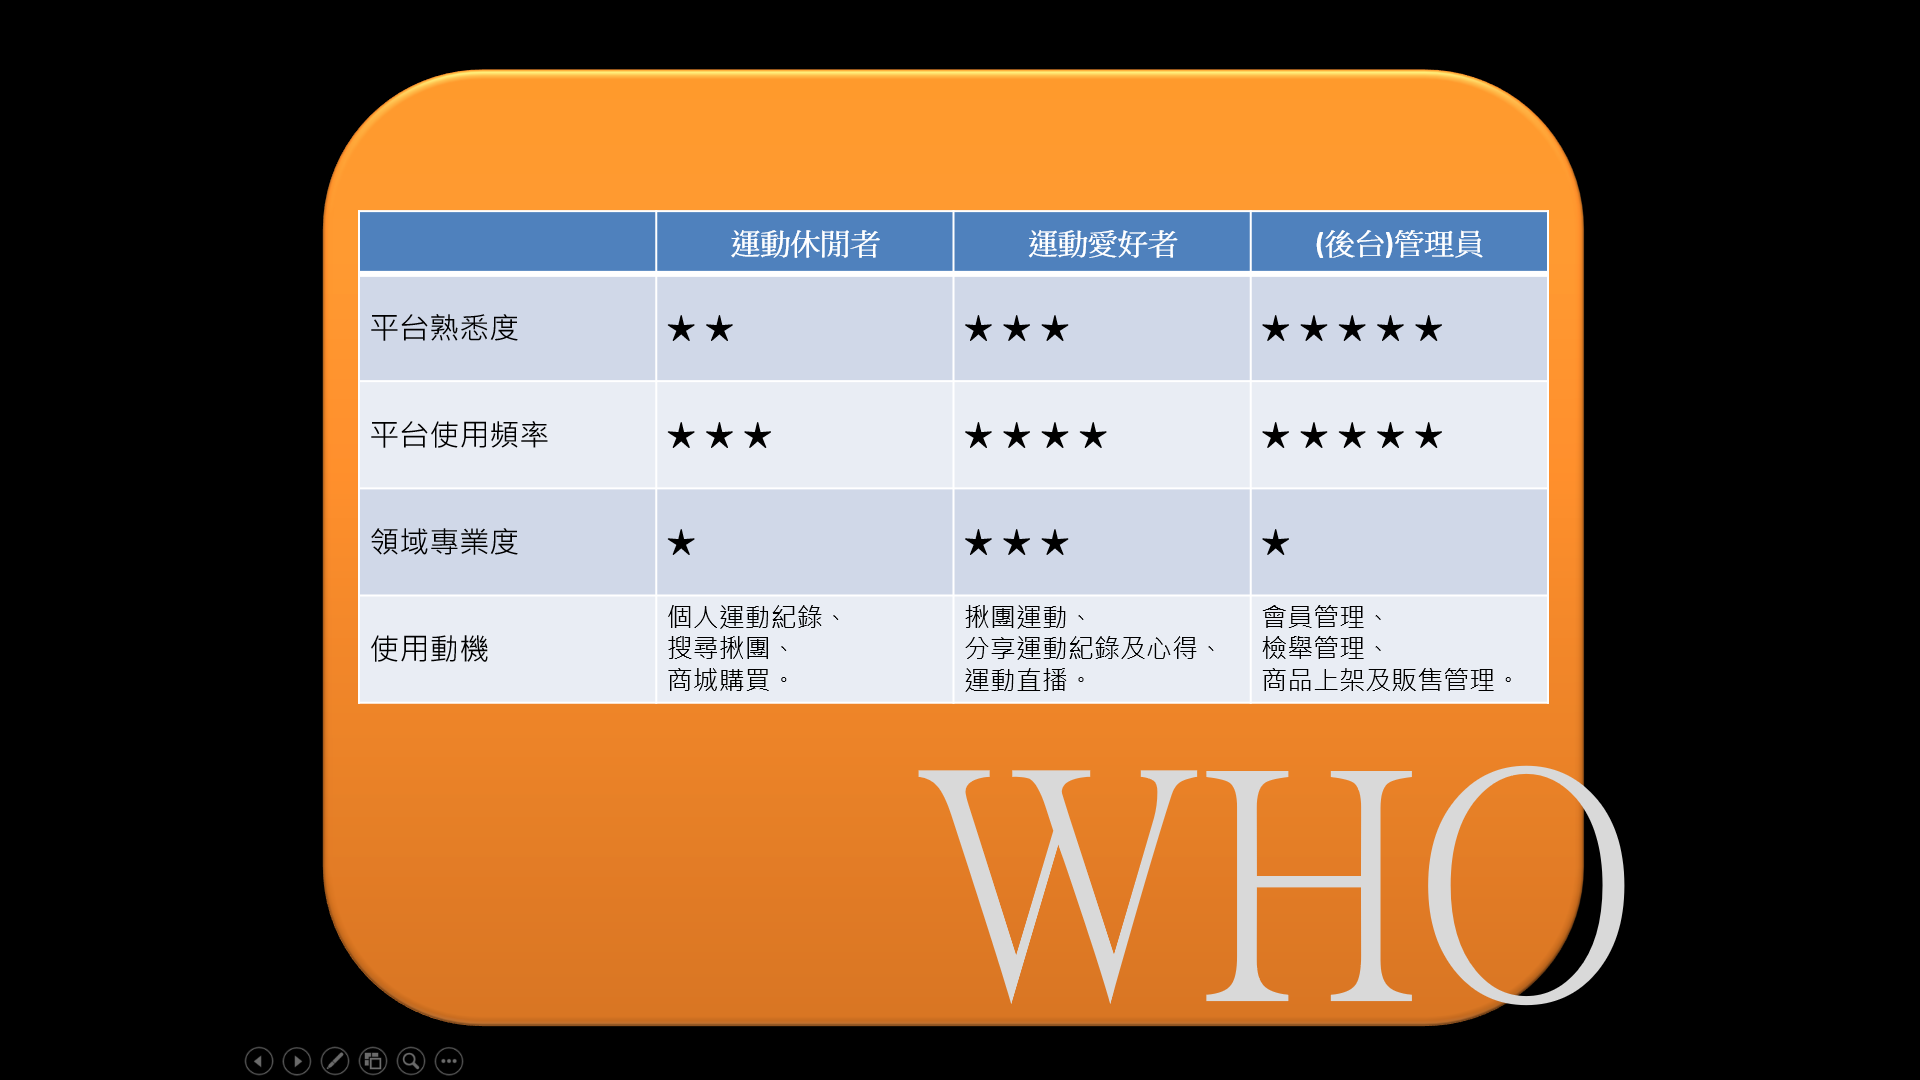 運動休閒者 運動愛好者 (後台)管理員
平台熟悉度 ★★ ★★★ ★★★★★
平台使用頻率 ★★★ ★★★★ ★★★★★
領域專業度 ★ ★★★ ★
使用動機
個人運動紀錄、
搜尋揪團、
商城購買。
揪團運動、
分享運動紀錄及心得、
運動直播。
會員管理、
檢舉管理、
商品上架及販售管理。
WHO